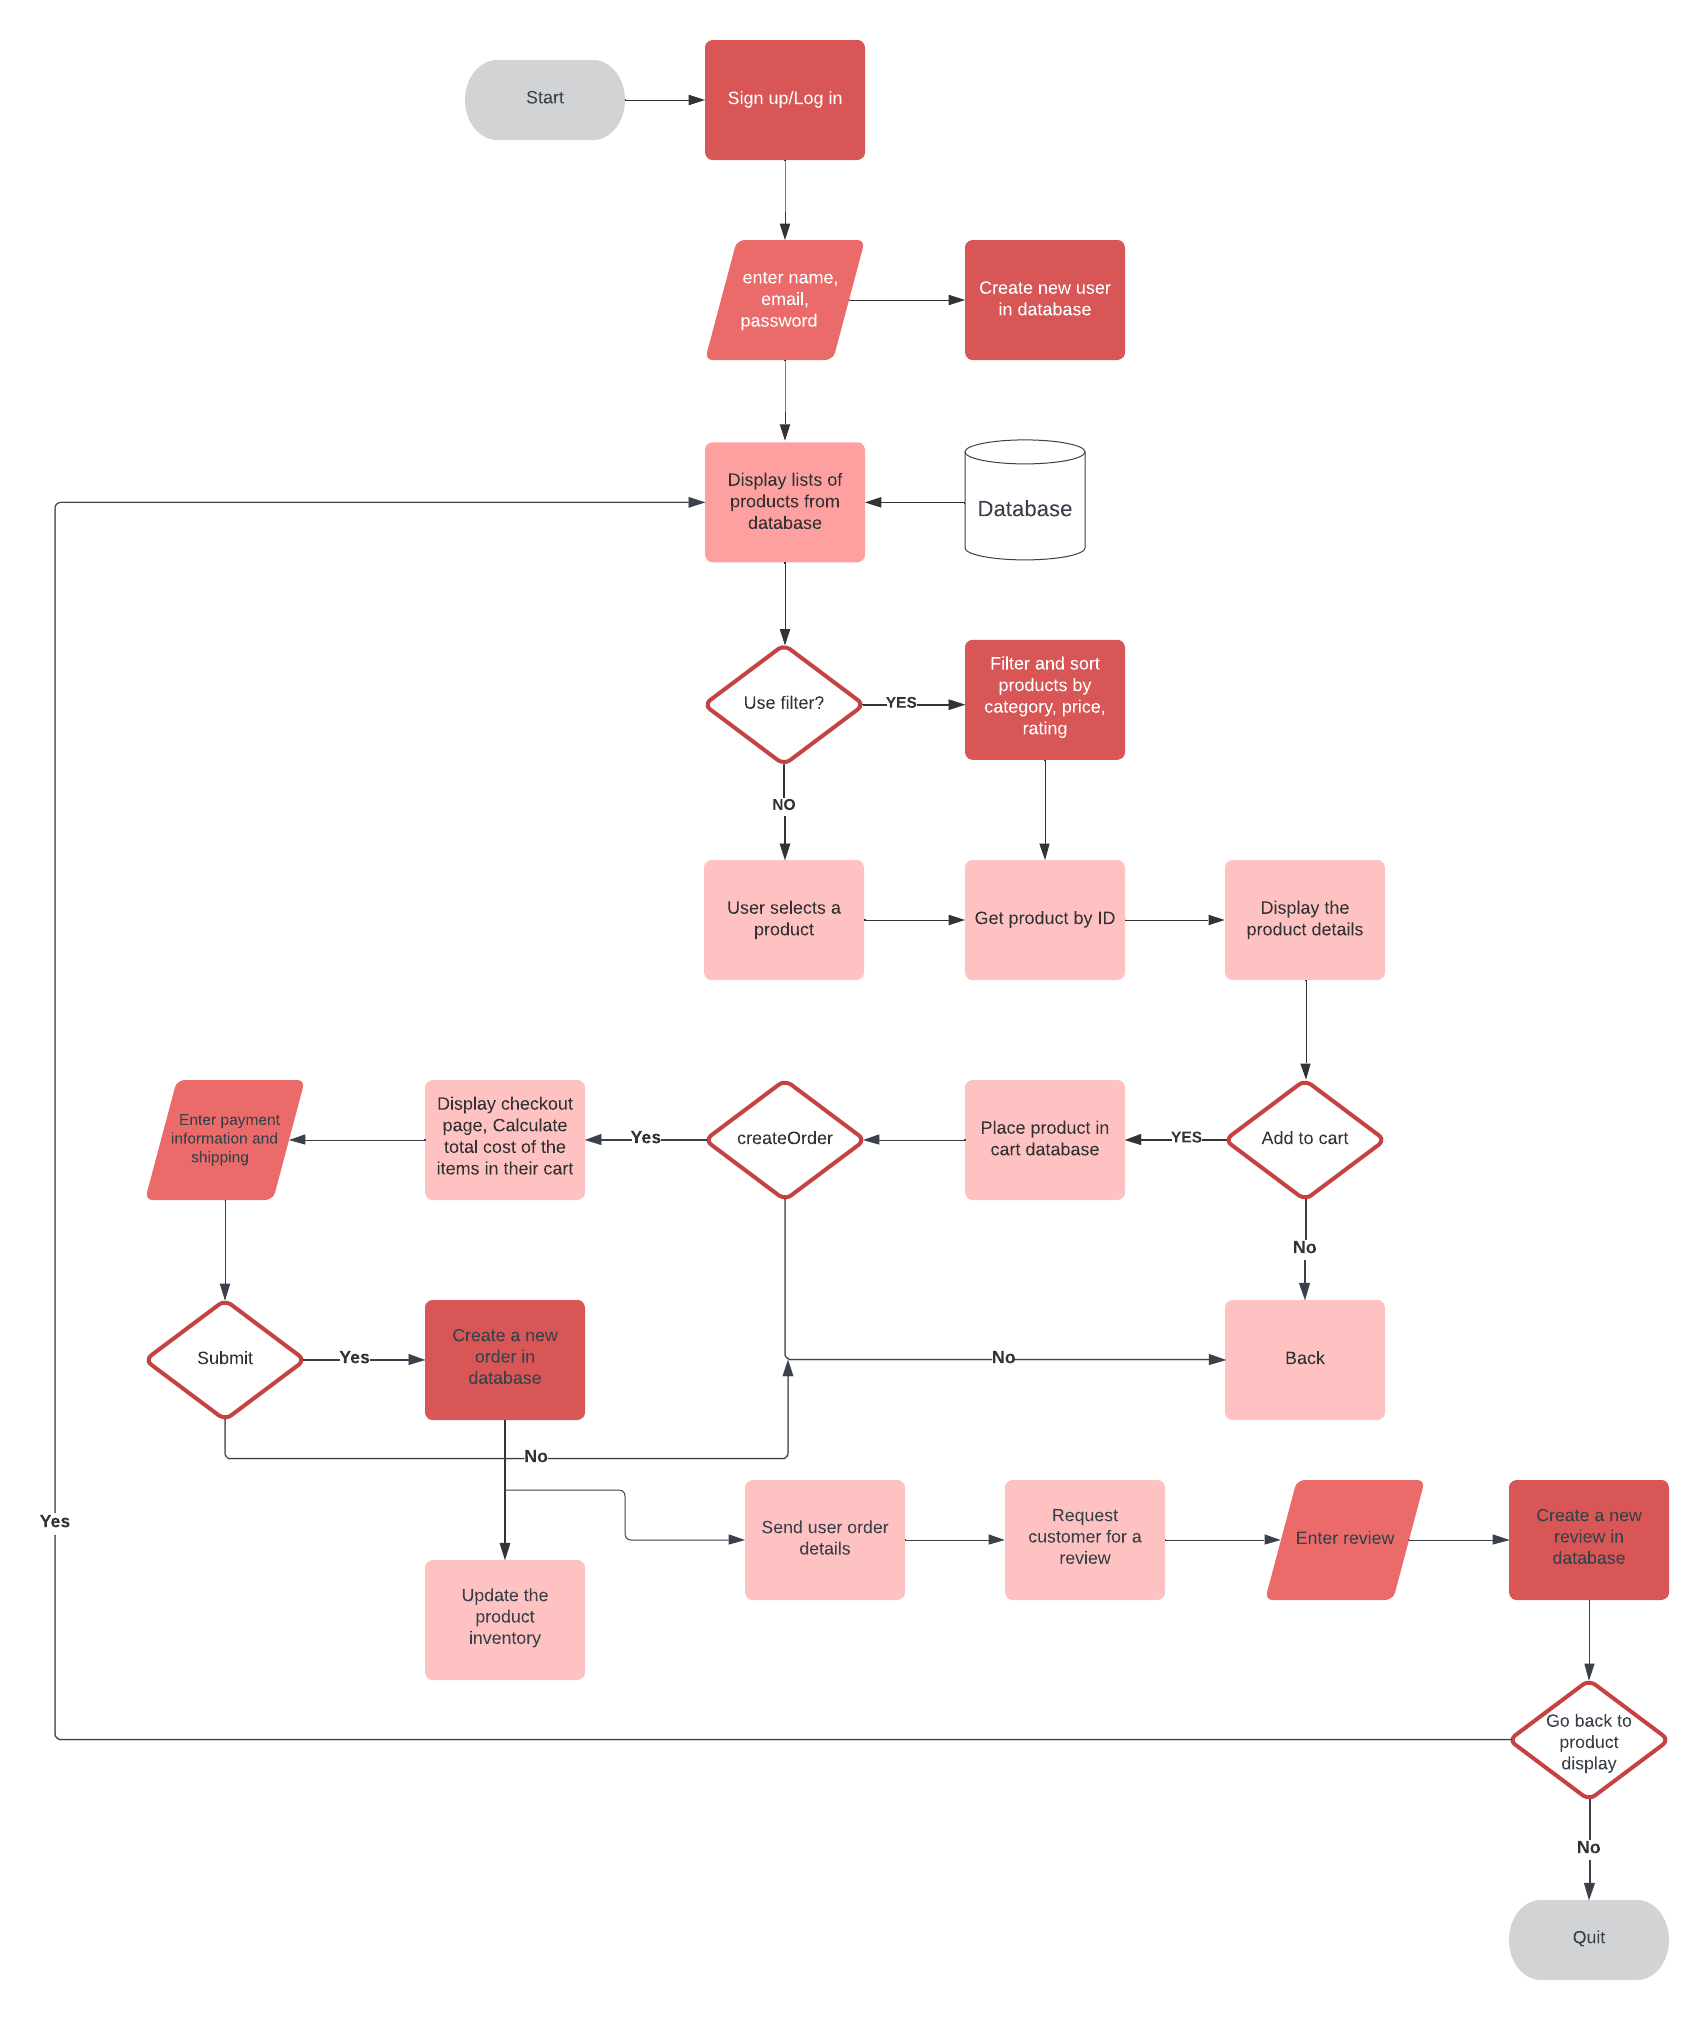 Start
Sign up/Log in
enter name,
email,
password
Create new user
in database
Display lists of
products from
database
Database
Use filter?
YES
Filter and sort
products by
category, price,
rating
NO
User selects a
product
Get product by ID
Display the
product details
Enter payment
information and
shipping
Display checkout
page, Calculate
total cost of the
items in their cart
Yes
createOrder
Place product in
cart database
YES
Add to cart
No
Submit
Yes
Create a new
order in
database
No
Back
No
Yes
Send user order
details
Request
customer for a
review
Enter review
Create a new
review in
database
Update the
product
inventory
Go back to
product
display
No
Quit